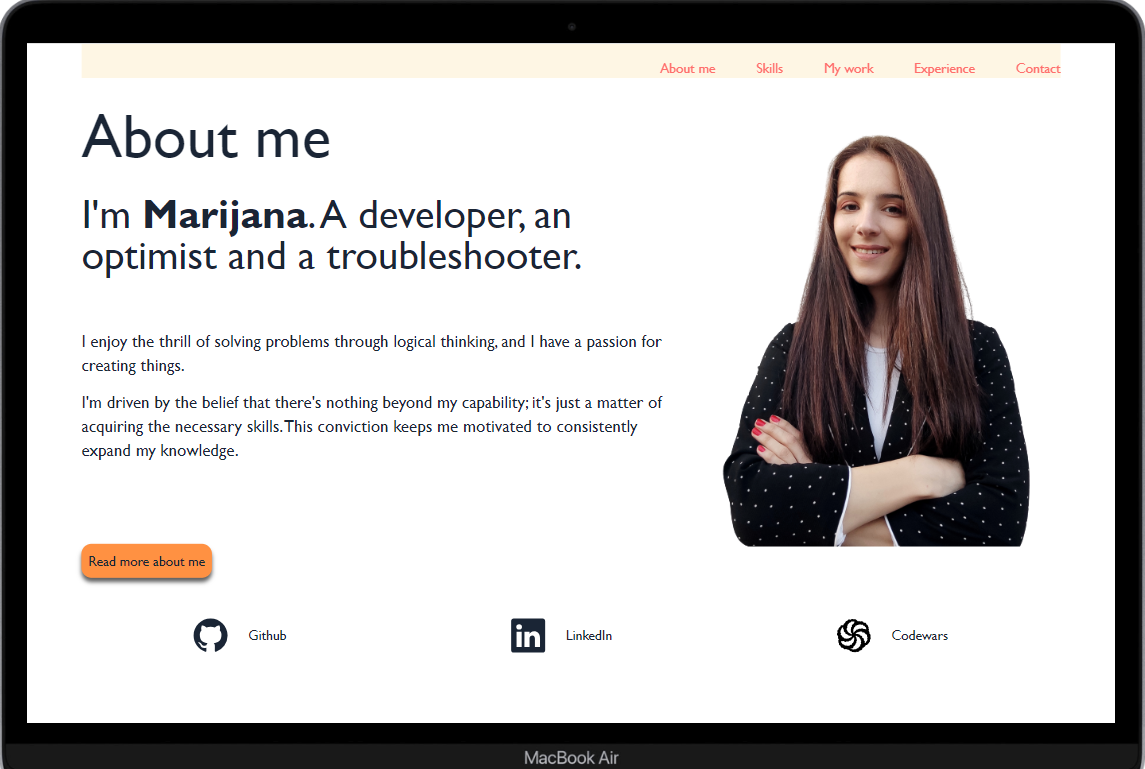 About me Skills My work Experience Contact
About me
I'm Marijana. A developer, an
optimist and a troubleshooter.
I enjoy the thrill of solving problems through logical thinking, and I have a passion for
creating things.
I'm driven by the belief that there's nothing beyond my capability; it's just a matter of
acquiring the necessary skills. This conviction keeps me motivated to consistently
expand my knowledge.
Read more about me
Github
in LinkedIn
Codewars
MacBook Air